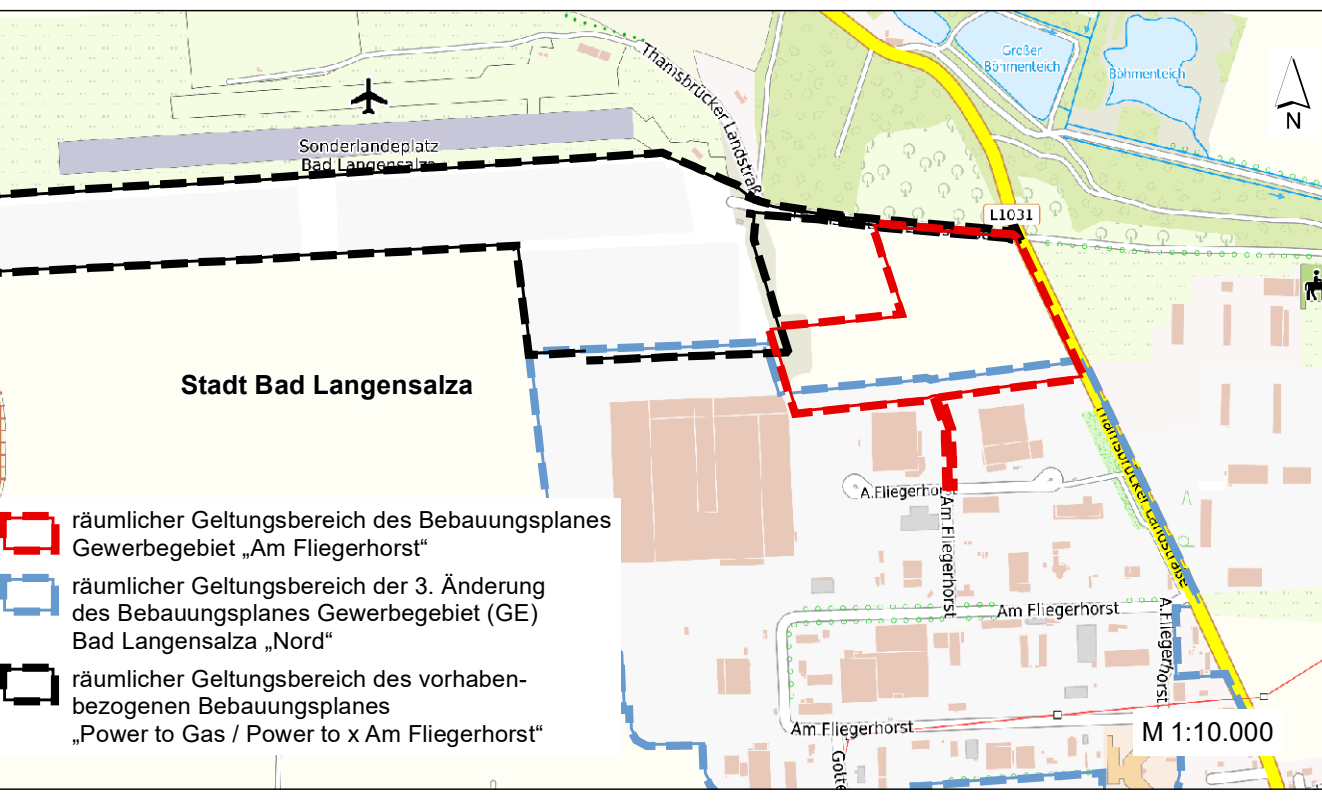 Großer
Böhmenteich
Böhmenteich
N
Thamsbrücker Landstraß
Sonderlandeplatz
Bad Langensalza
L1031
Stadt Bad Langensalza
Thamsbrücker Landstraße
A.Fliegerhorst
Am Fliegerhorst
Am Fliegerhorst
A.Fliegerhorst
Am Fliegerhorst
Gotte
räumlicher Geltungsbereich des Bebauungsplanes
Gewerbegebiet „Am Fliegerhorst“
räumlicher Geltungsbereich der 3. Änderung
des Bebauungsplanes Gewerbegebiet (GE)
Bad Langensalza „Nord“
räumlicher Geltungsbereich des vorhaben-
bezogenen Bebauungsplanes
„Power to Gas / Power to x Am Fliegerhorst“
M 1:10.000